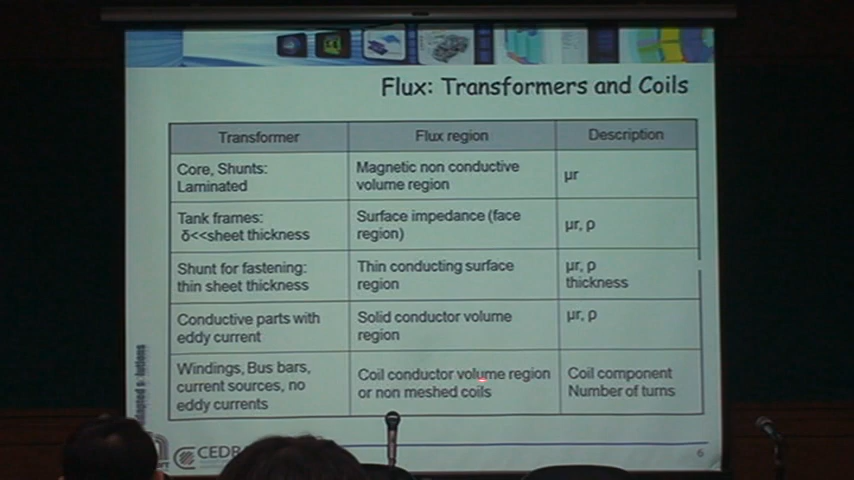 Flux: Transformers and Coils
Transformer
Flux region
Description
Core, Shunts:
Laminated
Magnetic non conductive
volume region
μr
Tank frames:
δ<<sheet thickness
Surface impedance (face
region)
μr, ρ
Shunt for fastening:
thin sheet thickness
Thin conducting surface
region
μr, ρ
thickness
Conductive parts with
eddy current
Solid conductor volume
region
μr, ρ
Windings, Bus bars,
current sources, no
eddy currents
Coil conductor volume region
or non meshed coils
Coil component
Number of turns
6